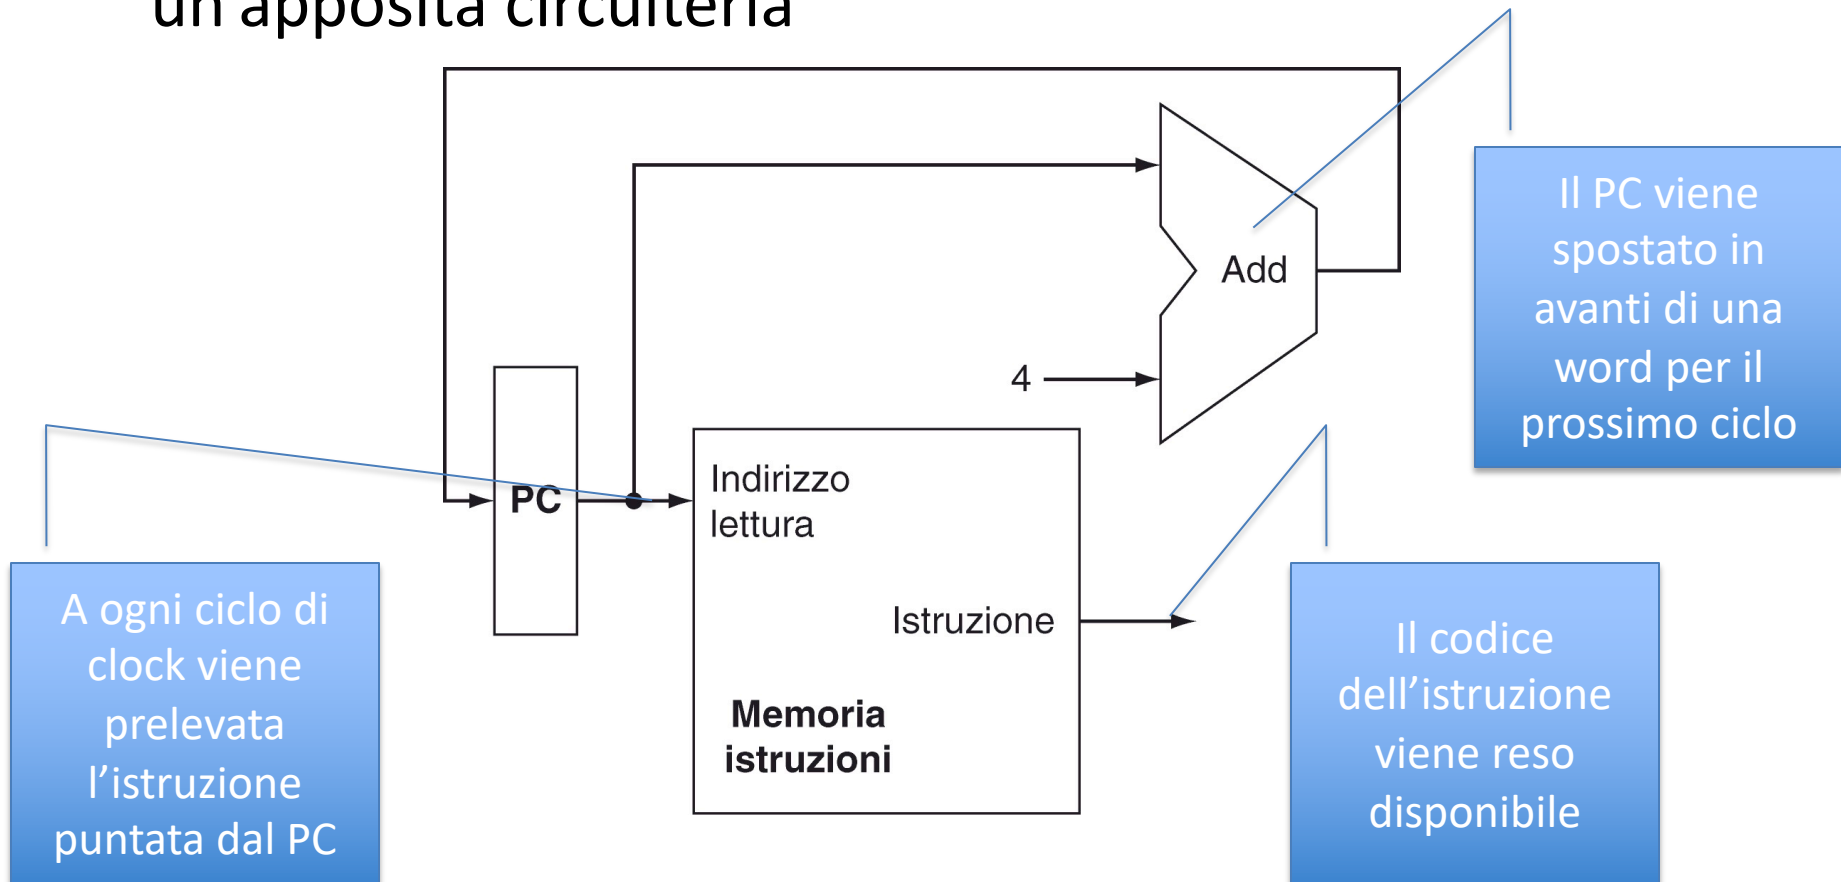 un'apposita circuiteria
Add
4
PC
Indirizzo
lettura
Istruzione
Memoria
istruzioni
Il PC viene
spostato in
avanti di una
word per il
prossimo ciclo
A ogni ciclo di
clock viene
prelevata
l’istruzione
puntata dal PC
Il codice
dell’istruzione
viene reso
disponibile